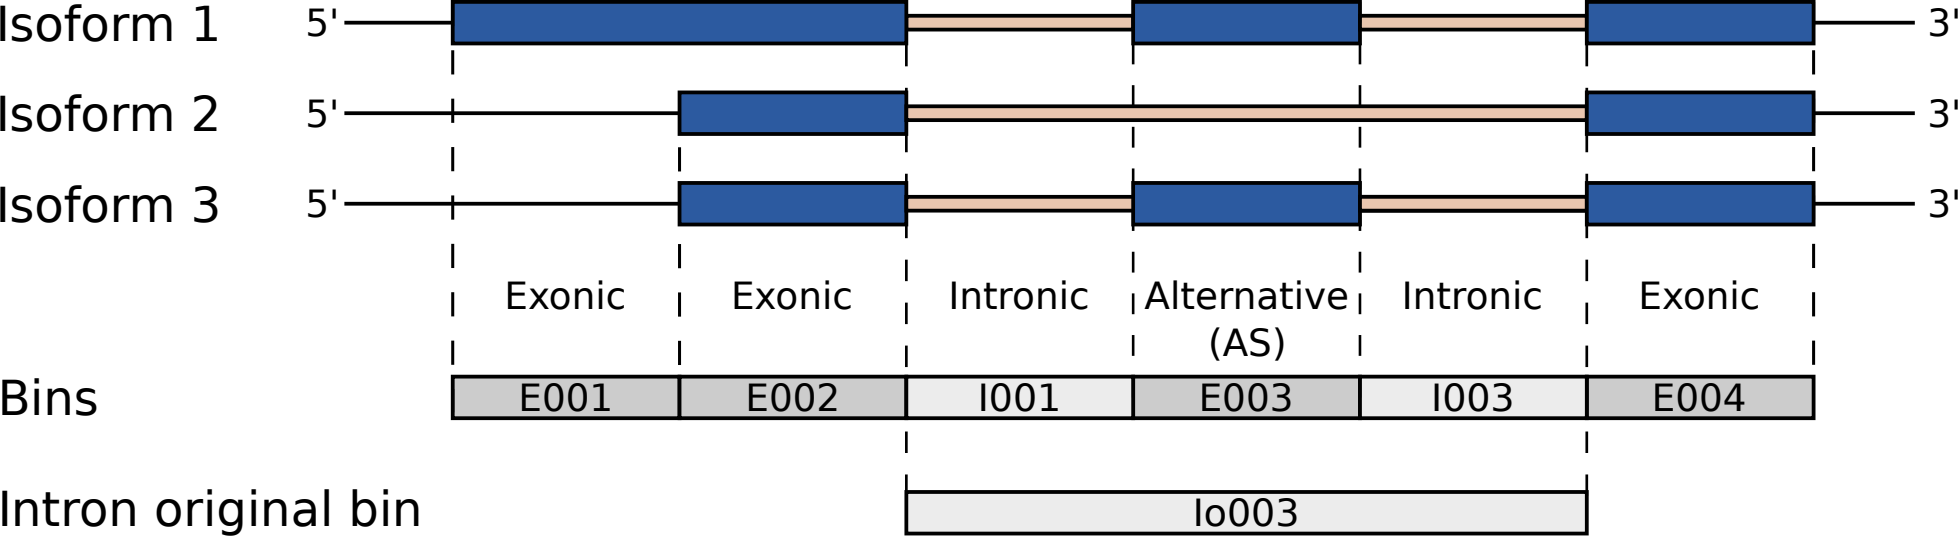 Isoform 1 5' 3'
Isoform 2 5' 3'
Isoform 3 5' 3'
Exonic Exonic Intronic Alternative Intronic Exonic
(AS)
Bins E001 E002 I001 E003 I003 E004
Intron original bin Io003